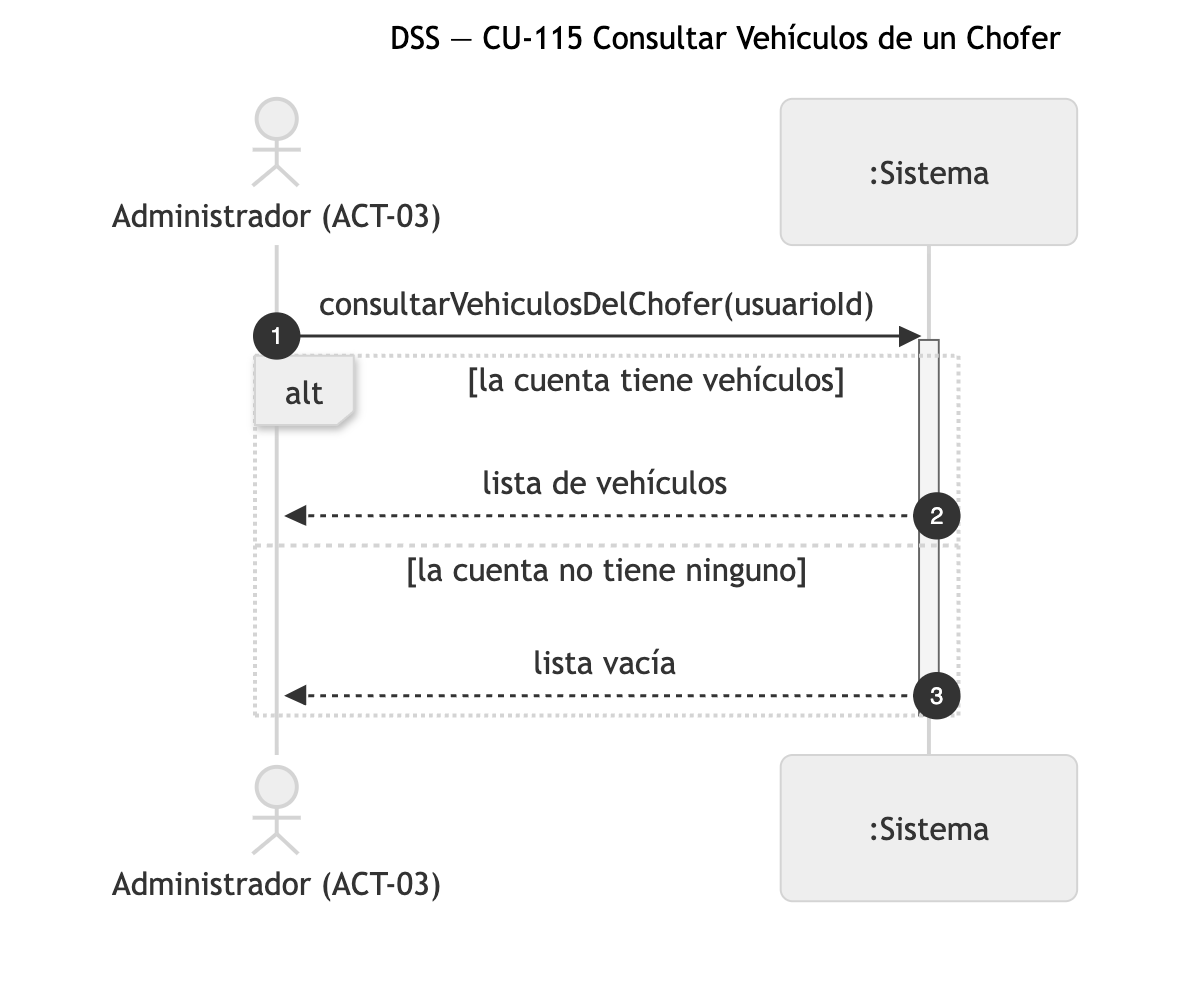 DSS — CU-115 Consultar Vehículos de un Chofer
Administrador (ACT-03)
:Sistema
consultarVehiculosDelChofer(usuarioId)
1
alt
[la cuenta tiene vehículos]
lista de vehículos
2
[la cuenta no tiene ninguno]
lista vacía
3
Administrador (ACT-03)
:Sistema